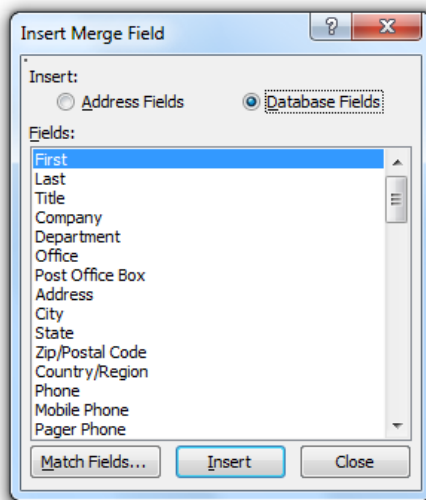 Insert Merge Field
Insert:
Address Fields Database Fields
Fields:
First
Last
Title
Company
Department
Office
Post Office Box
Address
City
State
Zip/Postal Code
Country/Region
Phone
Mobile Phone
Pager Phone
Match Fields... Insert Close